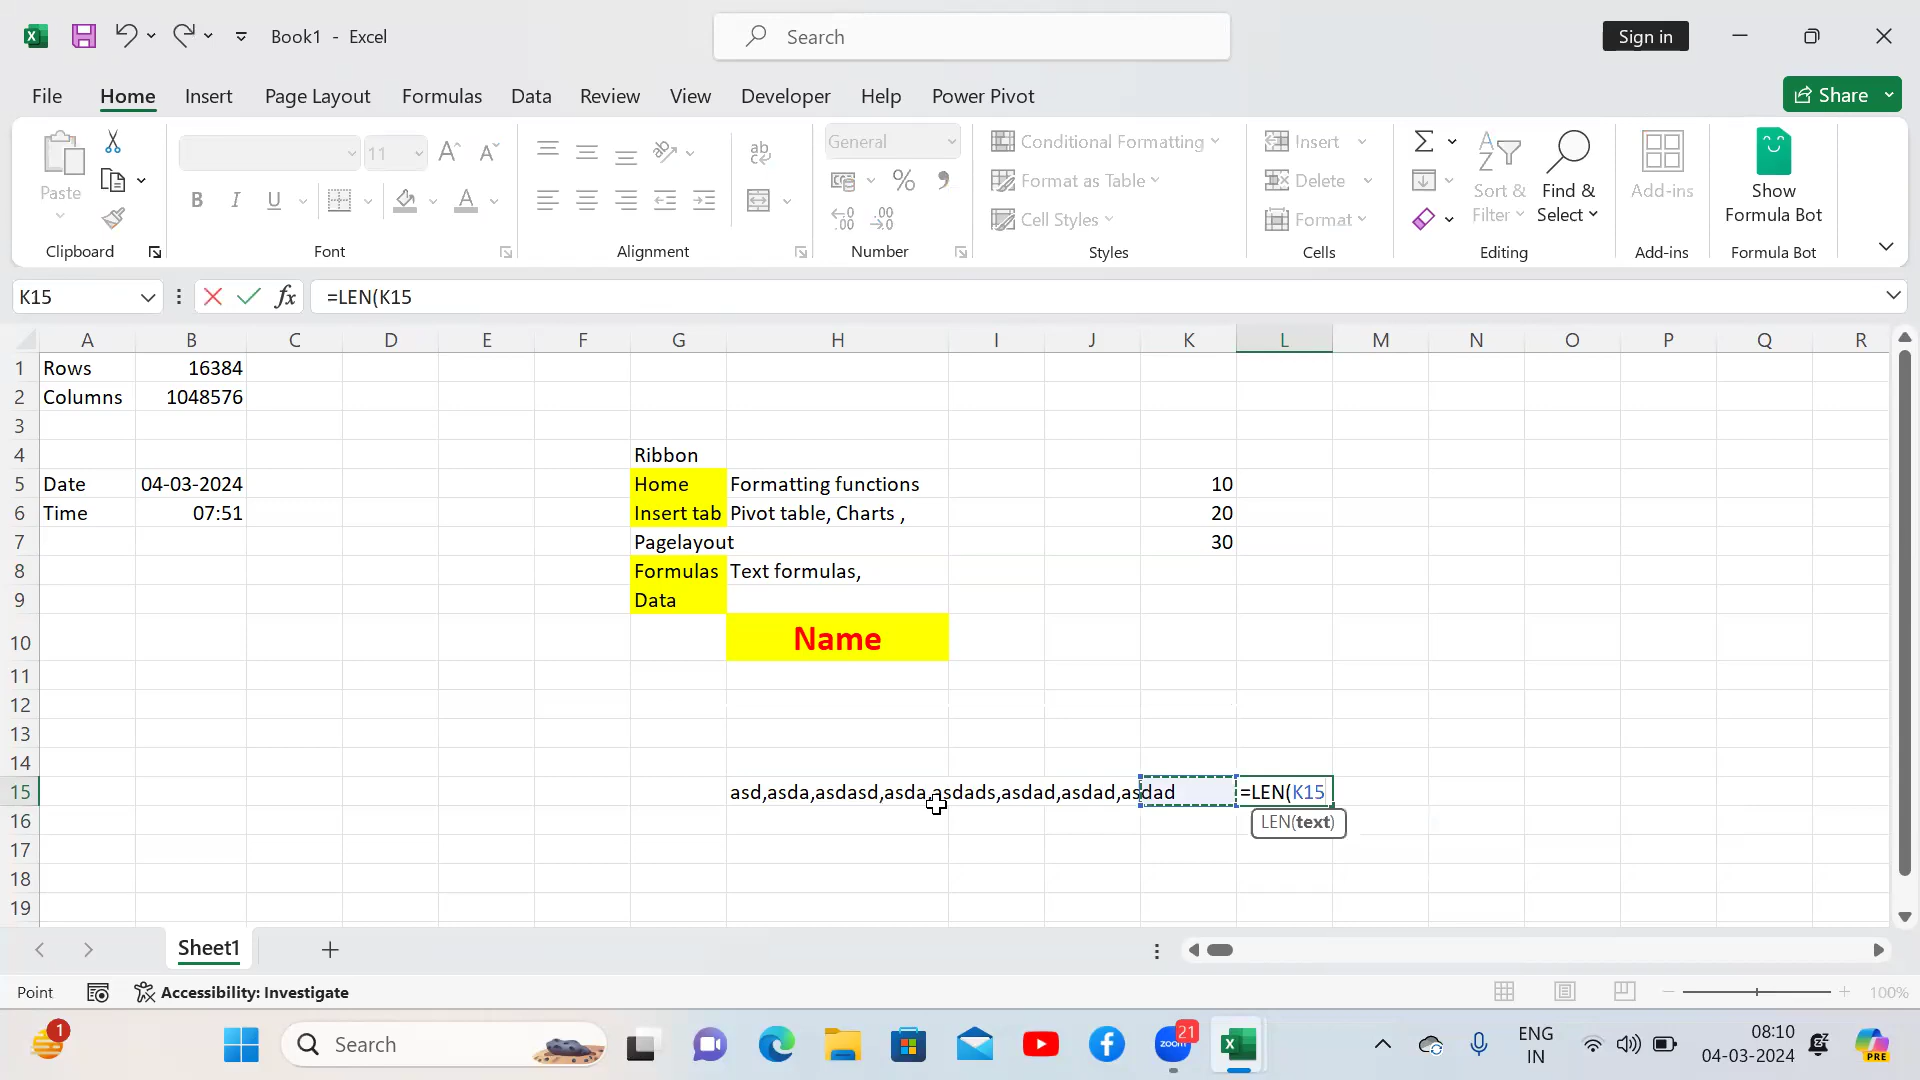 Book1 - Excel
Search
Sign in
File Home Insert Page Layout Formulas Data Review View Developer Help Power Pivot
Share
Paste
Clipboard
11
B I U
Font
Alignment
General
Number
Conditional Formatting
Format as Table
Cell Styles
Styles
Insert
Delete
Format
Cells
Sort & Filter
Find & Select
Editing
Add-ins
Add-ins
Show Formula Bot
Formula Bot
K15
=LEN(K15
A B C D E F G H I J K L M N O P Q R
1 Rows 16384
2 Columns 1048576
3
4 Ribbon
5 Date 04-03-2024 Home Formatting functions 10
6 Time 07:51 Insert tab Pivot table, Charts , 20
7 Pagelayout 30
8 Formulas Text formulas,
9 Data
10 Name
11
12
13
14
15 asd,asda,asdasd,asda,asdads,asdad,asdad,asdad =LEN(K15
16 LEN(text)
17
18
19
Sheet1
Point
Accessibility: Investigate
100%
1
Search
zoom
21
ENG
IN
08:10
04-03-2024
PRE